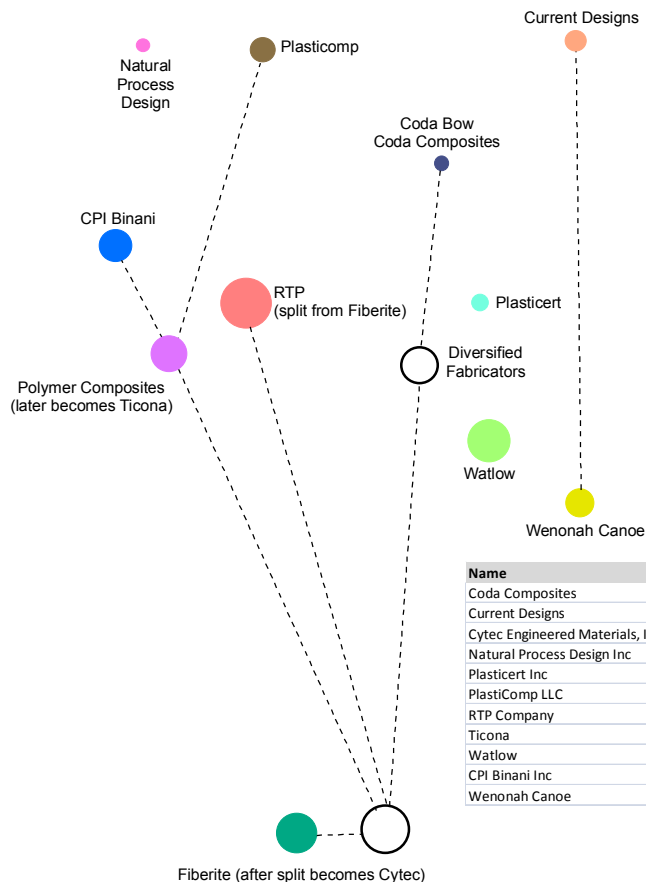 Current Designs
Plasticomp
Natural
Process
Design
Coda Bow
Coda Composites
CPI Binani
RTP
(split from Fiberite)
Plasticert
Diversified
Fabricators
Polymer Composites
(later becomes Ticona)
Watlow
Wenonah Canoe
Name
Coda Composites
Current Designs
Cytec Engineered Materials, I
Natural Process Design Inc
Plasticert Inc
PlastiComp LLC
RTP Company
Ticona
Watlow
CPI Binani Inc
Wenonah Canoe
Fiberite (after split becomes Cytec)